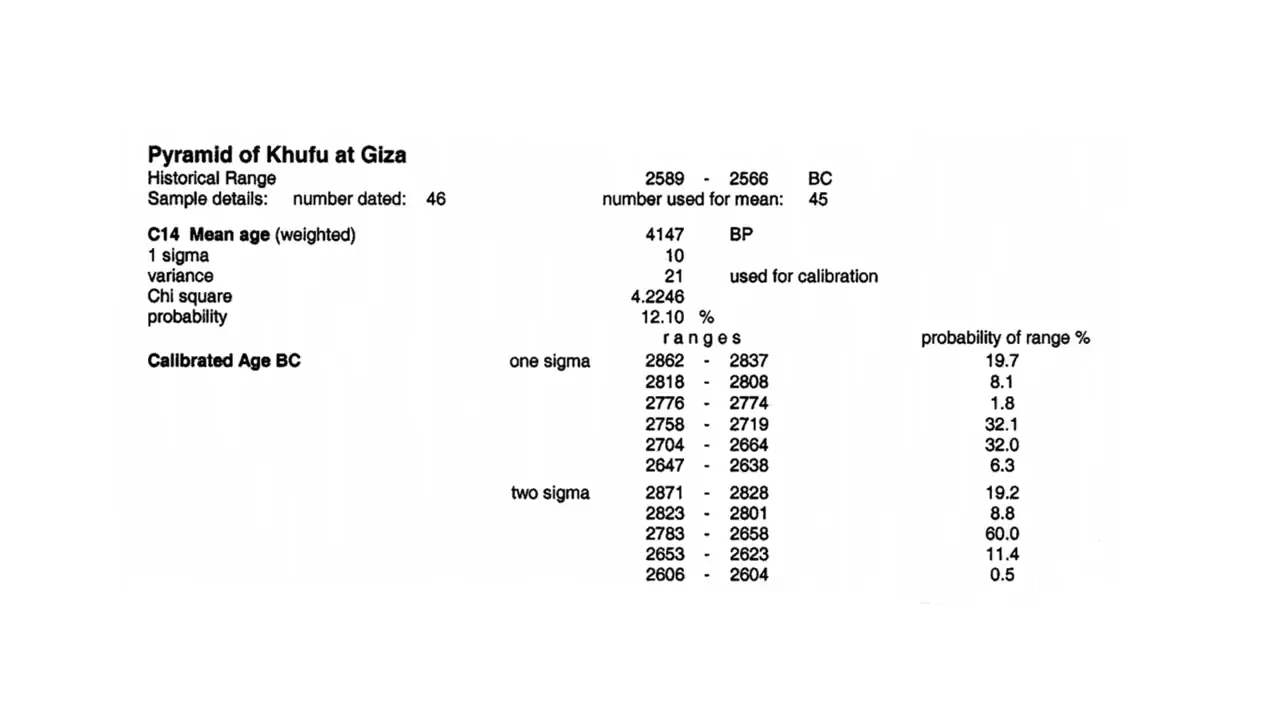 Pyramid of Khufu at Giza
Historical Range 2589 - 2566 BC
Sample details: number dated: 46 number used for mean: 45
C14 Mean age (weighted) 4147 BP
1 sigma 10
variance 21 used for calibration
Chi square 4.2246
probability 12.10 %
ranges probability of range %
Calibrated Age BC one sigma 2862 - 2837 19.7
2818 - 2808 8.1
2776 - 2774 1.8
2758 - 2719 32.1
2704 - 2664 32.0
2647 - 2638 6.3
two sigma 2871 - 2828 19.2
2823 - 2801 8.8
2783 - 2658 60.0
2653 - 2623 11.4
2606 - 2604 0.5